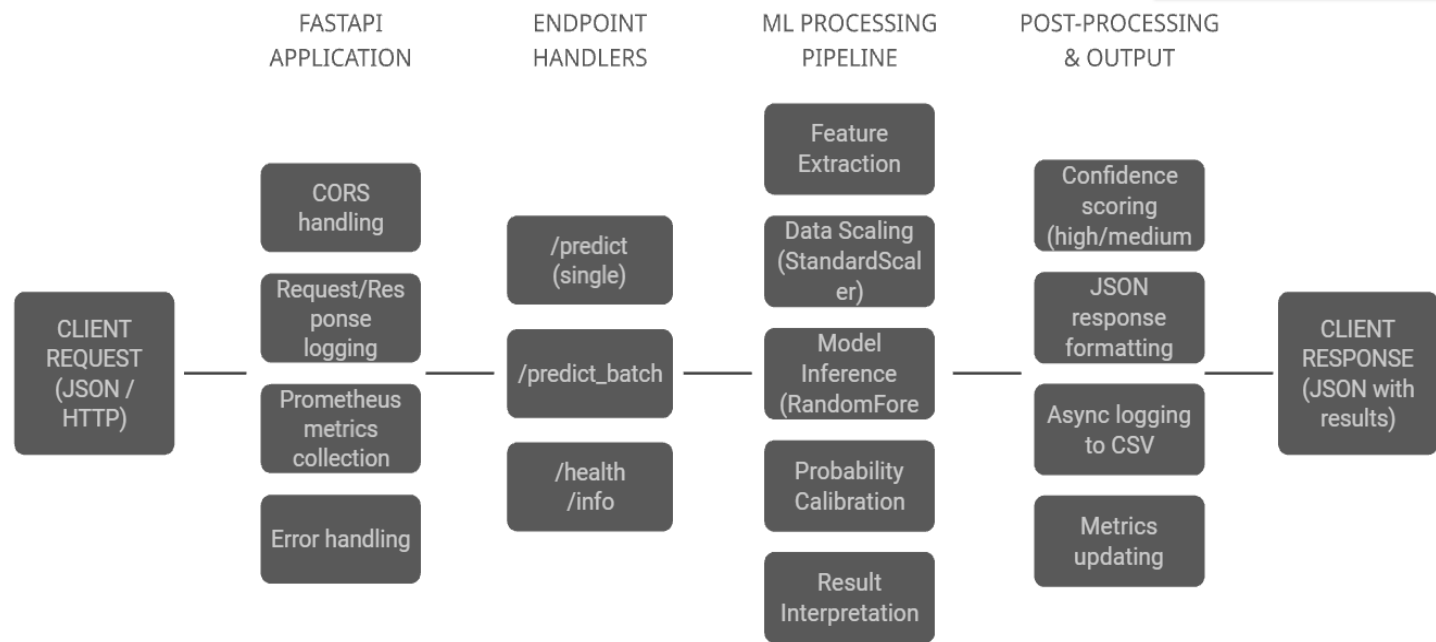 FASTAPI
APPLICATION
ENDPOINT
HANDLERS
ML PROCESSING
PIPELINE
POST-PROCESSING
& OUTPUT
CLIENT
REQUEST
(JSON /
HTTP)
CORS
handling
Request/Res
ponse
logging
Prometheus
metrics
collection
Error handling
/predict
(single)
/predict_batch
/health
/info
Feature
Extraction
Data Scaling
(StandardScal
er)
Model
Inference
(RandomFore
Probability
Calibration
Result
Interpretation
Confidence
scoring
(high/medium
JSON
response
formatting
Async logging
to CSV
Metrics
updating
CLIENT
RESPONSE
(JSON with
results)